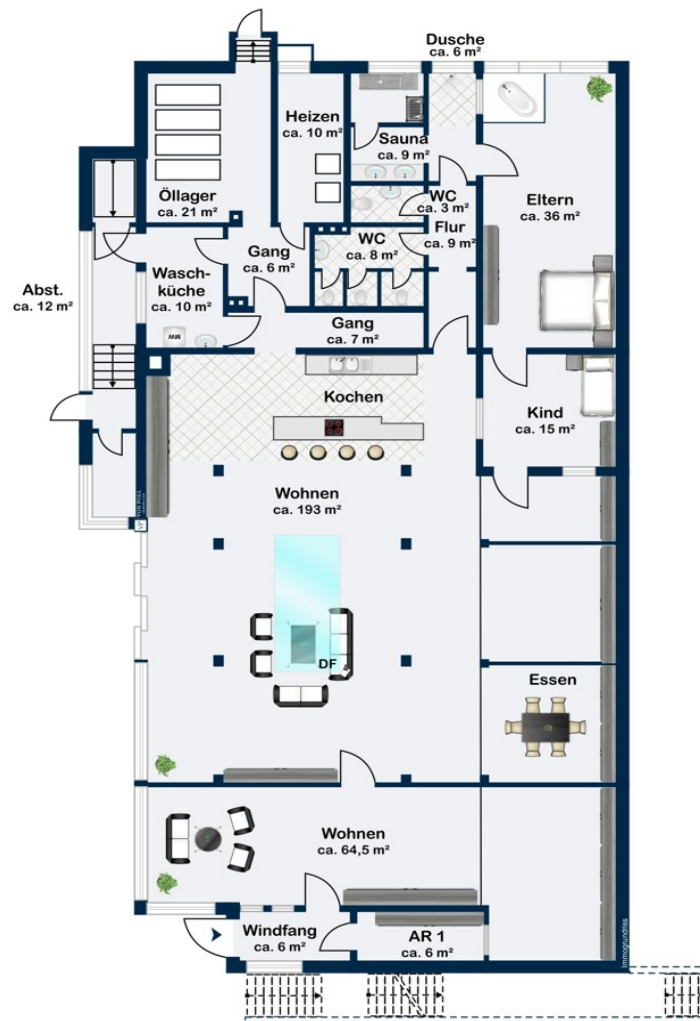 Dusche
ca. 6 m²
Heizen
ca. 10 m²
Sauna
ca. 9 m²
Öllager
ca. 21 m²
WC
ca. 3 m²
Eltern
ca. 36 m²
Flur
ca. 9 m²
WC
ca. 8 m²
Gang
ca. 6 m²
Wasch-
küche
ca. 10 m²
Abst.
ca. 12 m²
MW
Gang
ca. 7 m²
Kochen
Kind
ca. 15 m²
Wohnen
ca. 193 m²
DF
Essen
Wohnen
ca. 64,5 m²
Windfang
ca. 6 m²
AR 1
ca. 6 m²
Immogrundriss